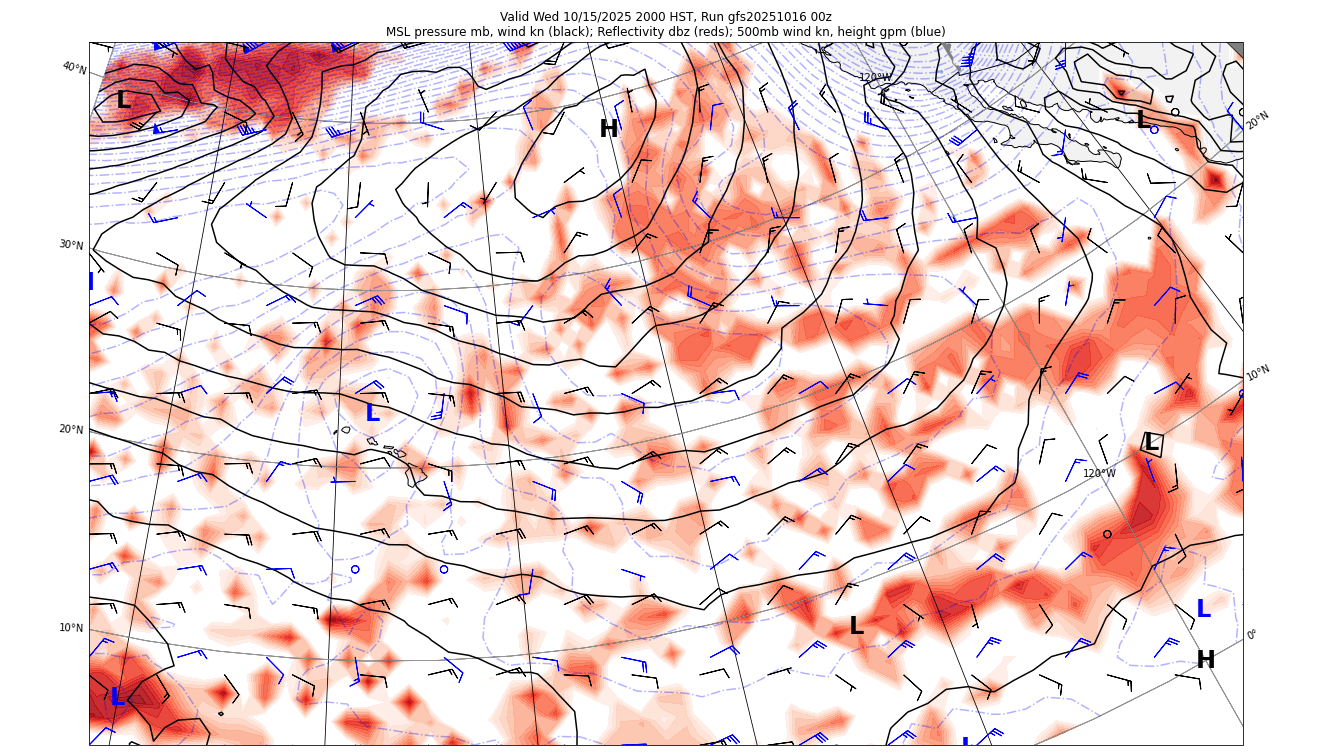 Valid Wed 10/15/2025 2000 HST, Run gfs20251016 00z
MSL pressure mb, wind kn (black); Reflectivity dbz (reds); 500mb wind kn, height gpm (blue)
40°N
120°W
L
H
L
20°N
30°N
10°N
L
20°N
L
120°W
10°N
L
L
0°
H
L
L